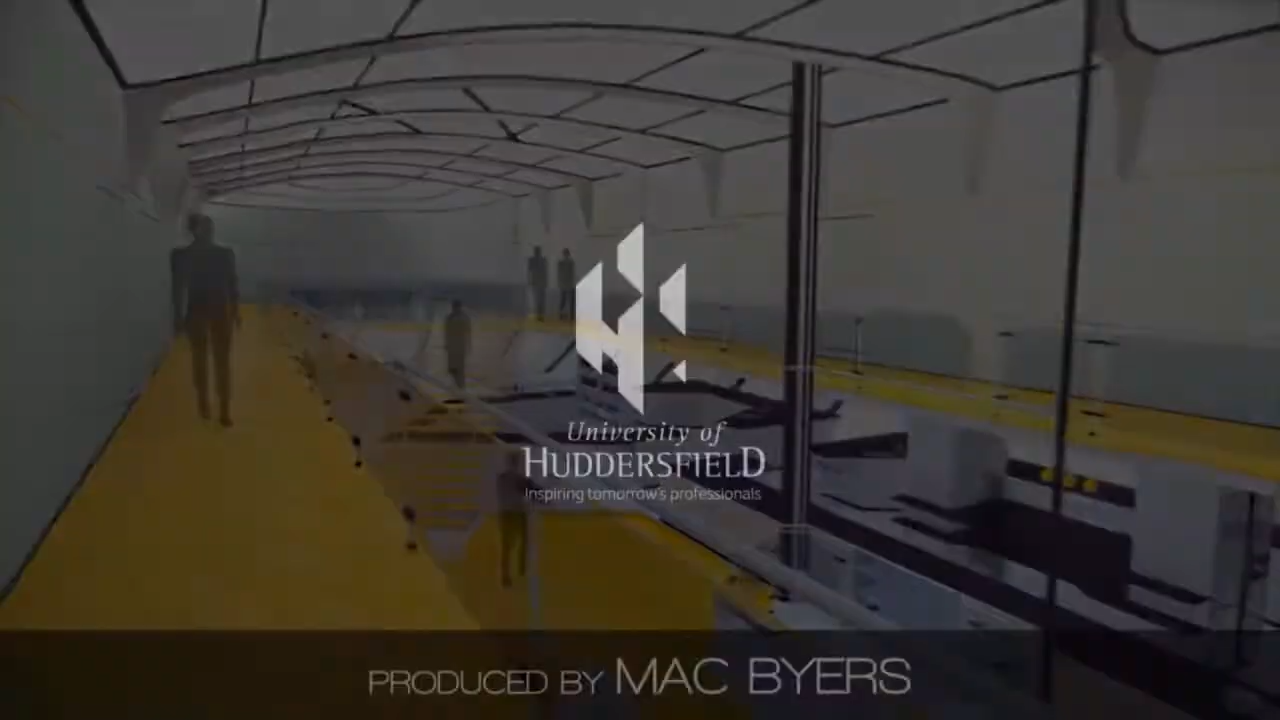 University of
HUDDERSFIELD
Inspiring tomorrow's professionals
PRODUCED BY MAC BYERS